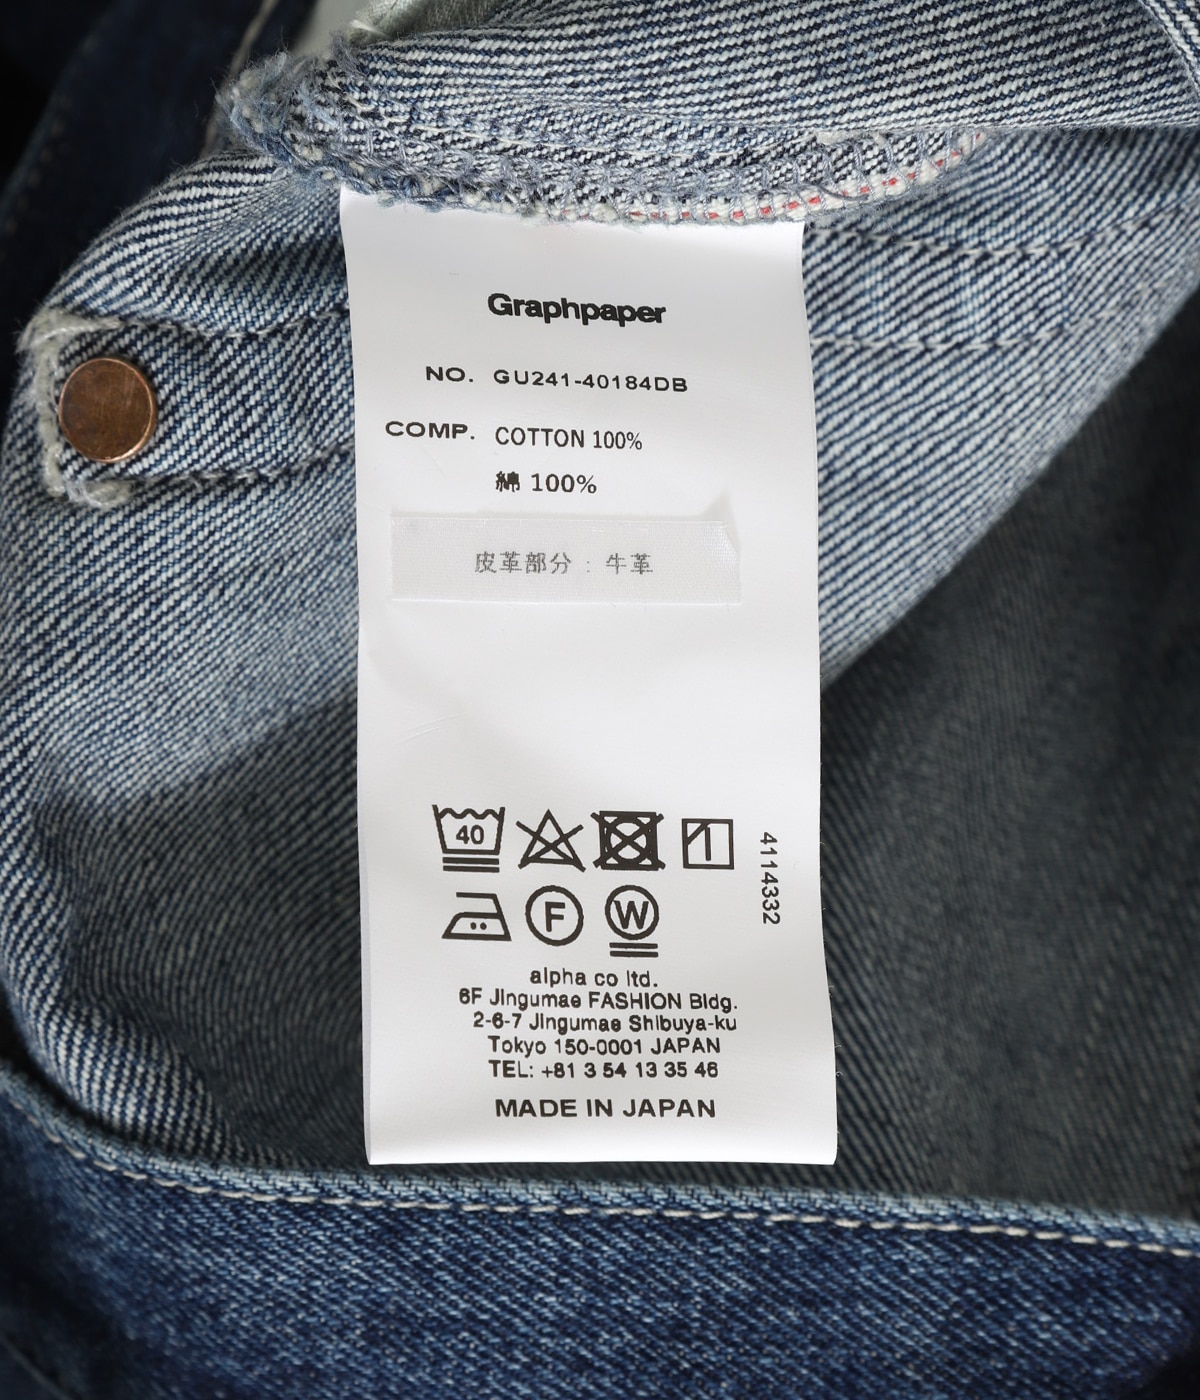 Graphpaper
NO. GU241-40184DB
COMP. COTTON 100%
綿 100%
皮革部分 : 牛革
40
4114332
F
W
alpha co ltd.
6F Jingumae FASHION Bldg.
2-6-7 Jingumae Shibuya-ku
Tokyo 150-0001 JAPAN
TEL: +81 3 54 13 35 46
MADE IN JAPAN